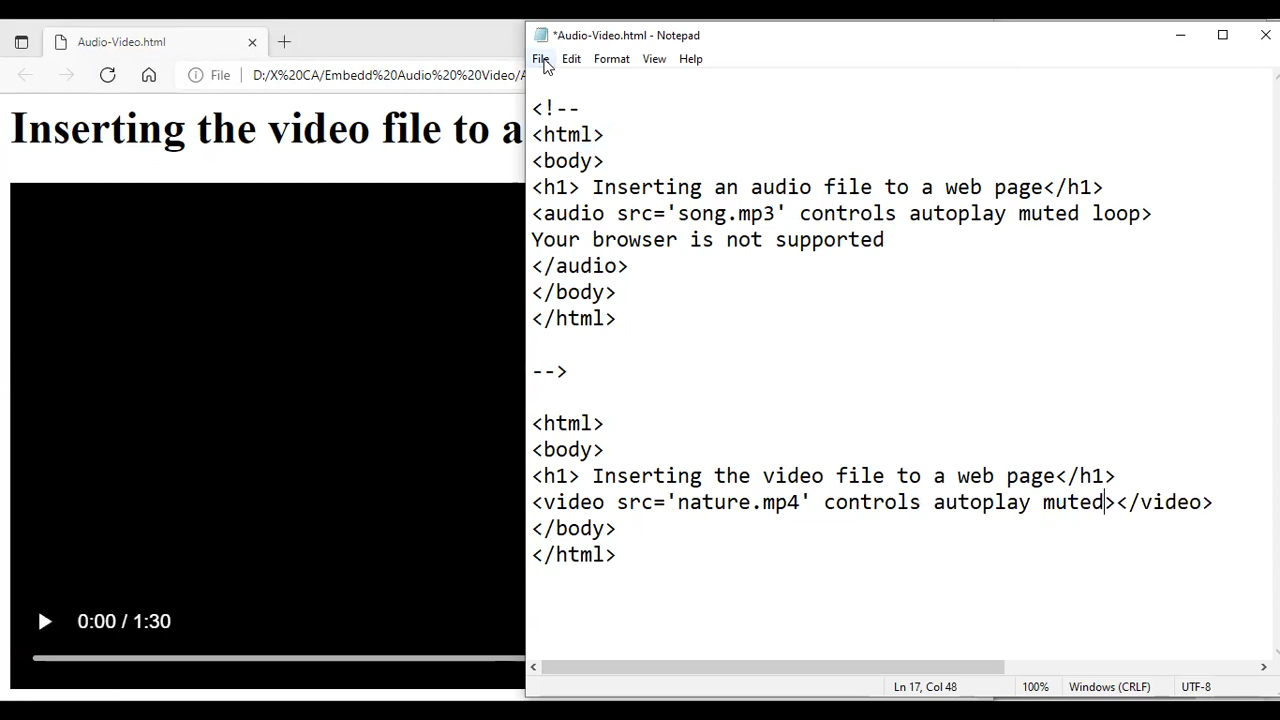 Audio-Video.html
File D:/X%20CA/Embedd%20Audio%20%20Video/A
Inserting the video file to a
0:00 / 1:30
*Audio-Video.html - Notepad
File Edit Format View Help
<!--
<html>
<body>
<h1> Inserting an audio file to a web page</h1>
<audio src='song.mp3' controls autoplay muted loop>
Your browser is not supported
</audio>
</body>
</html>
-->
<html>
<body>
<h1> Inserting the video file to a web page</h1>
<video src='nature.mp4' controls autoplay muted></video>
</body>
</html>
Ln 17, Col 48 100% Windows (CRLF) UTF-8